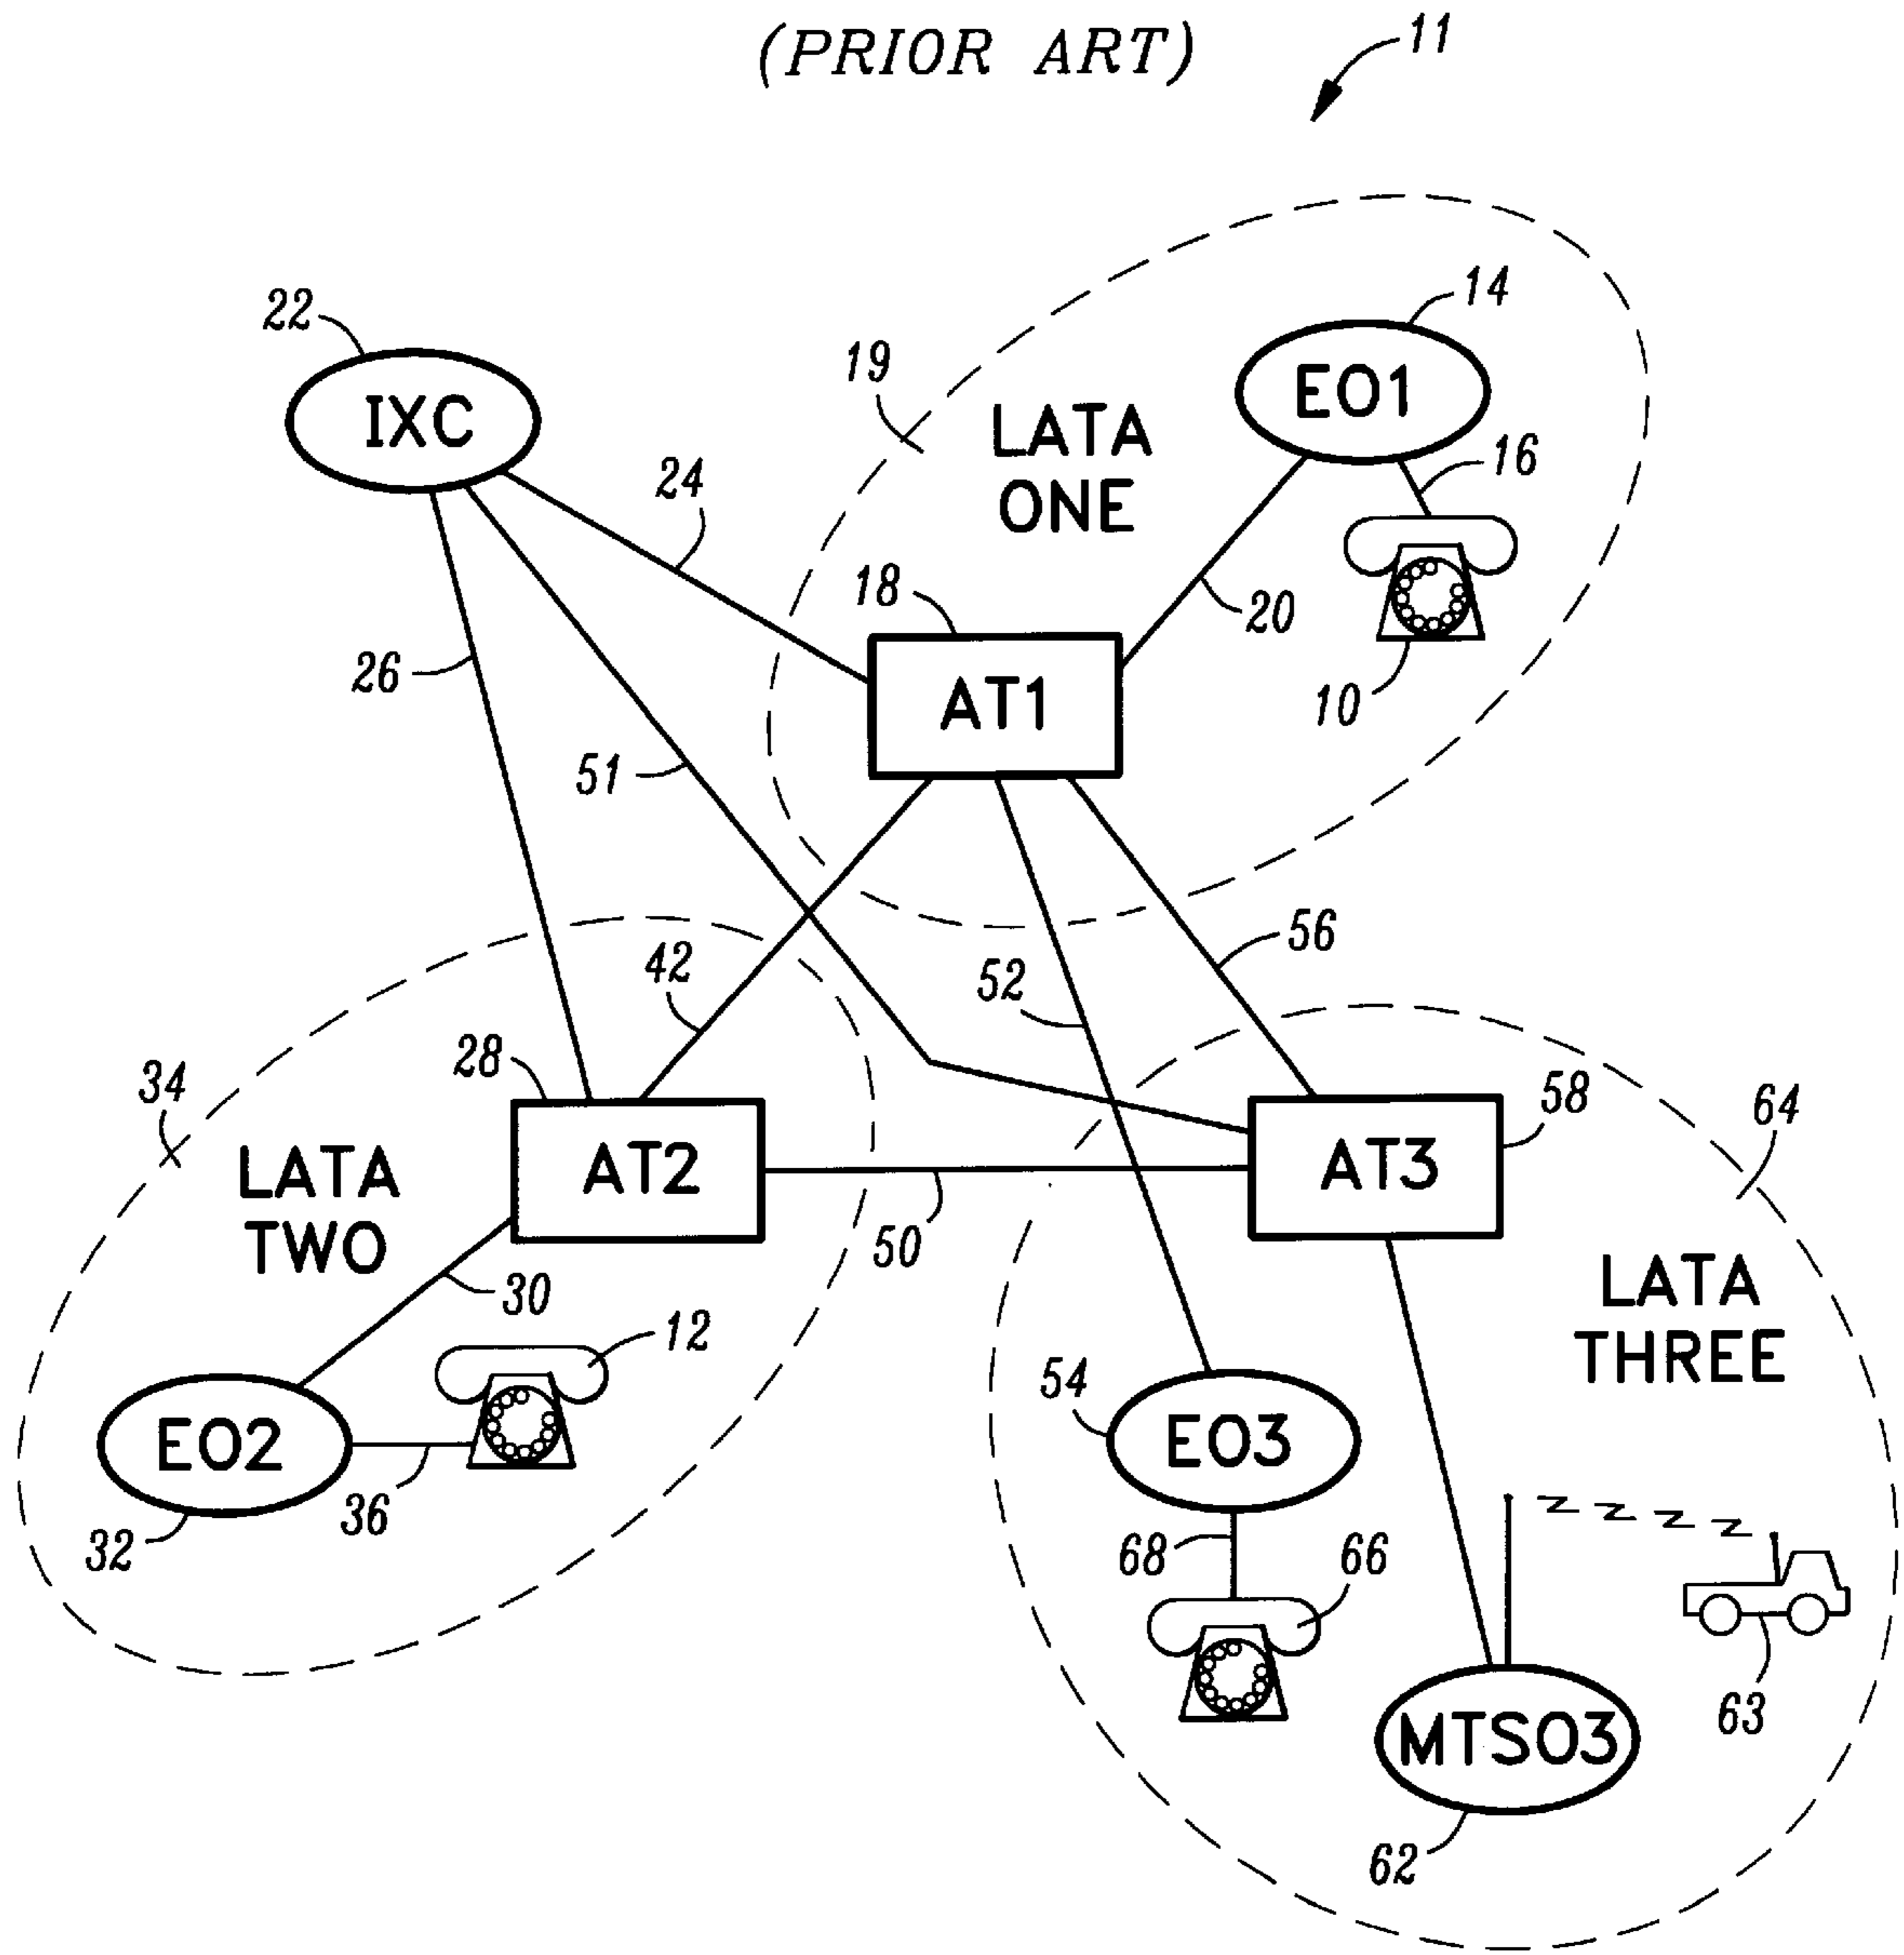 (PRIOR ART)
11
22
IXC
19
LATA
ONE
14
EO1
16
24
18
20
10
AT1
26
51
56
42
52
34
28
LATA
TWO
AT2
50
58
AT3
64
LATA
THREE
30
12
54
EO2
EO3
36
32
68
66
63
MTSO3
62